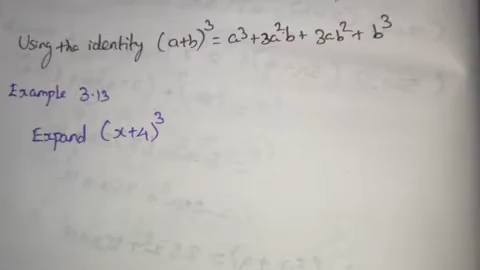 Using the identity (a+b)³ = a³+3a²b + 3ab² + b³
Example 3.13
Expand (x+4)³